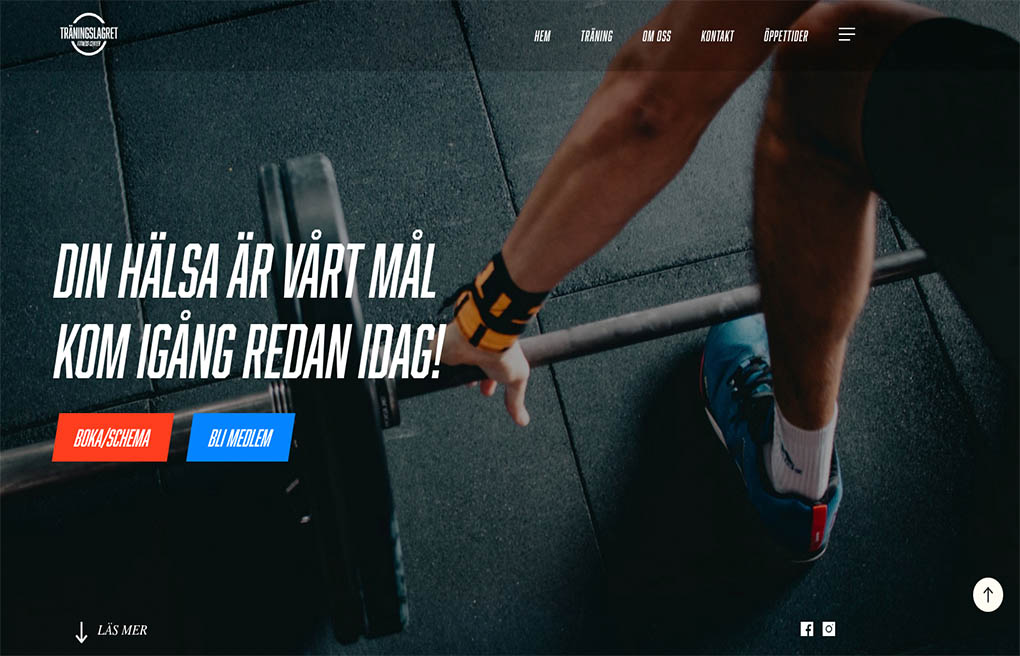 TRÄNINGSLAGRET
FITNESS CENTER
HEM TRÄNING OM OSS KONTAKT ÖPPETTIDER
DIN HÄLSA ÄR VÅRT MÅL
KOM IGÅNG REDAN IDAG!
BOKA/SCHEMA BLI MEDLEM
LÄS MER